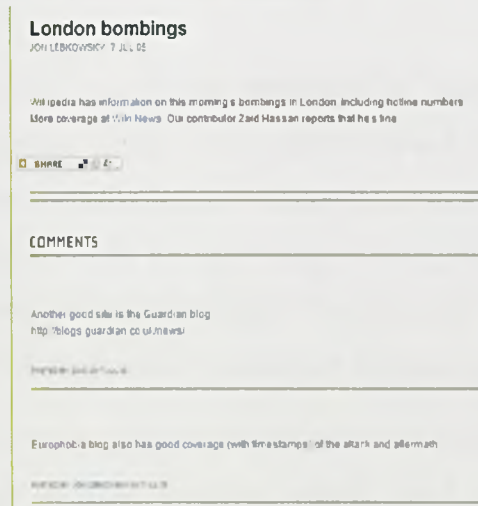 London bombings
JON LEBKOWSKY, 7 JUL 05
Wikipedia has information on this morning's bombings in London, including hotline numbers.
More coverage at Wiki News. Our contributor Zaid Hassan reports that he's fine.
SHARE
COMMENTS
Another good site is the Guardian blog
http://blogs.guardian.co.uk/news/
Europhobia blog also has good coverage (with timestamps) of the attack and aftermath.